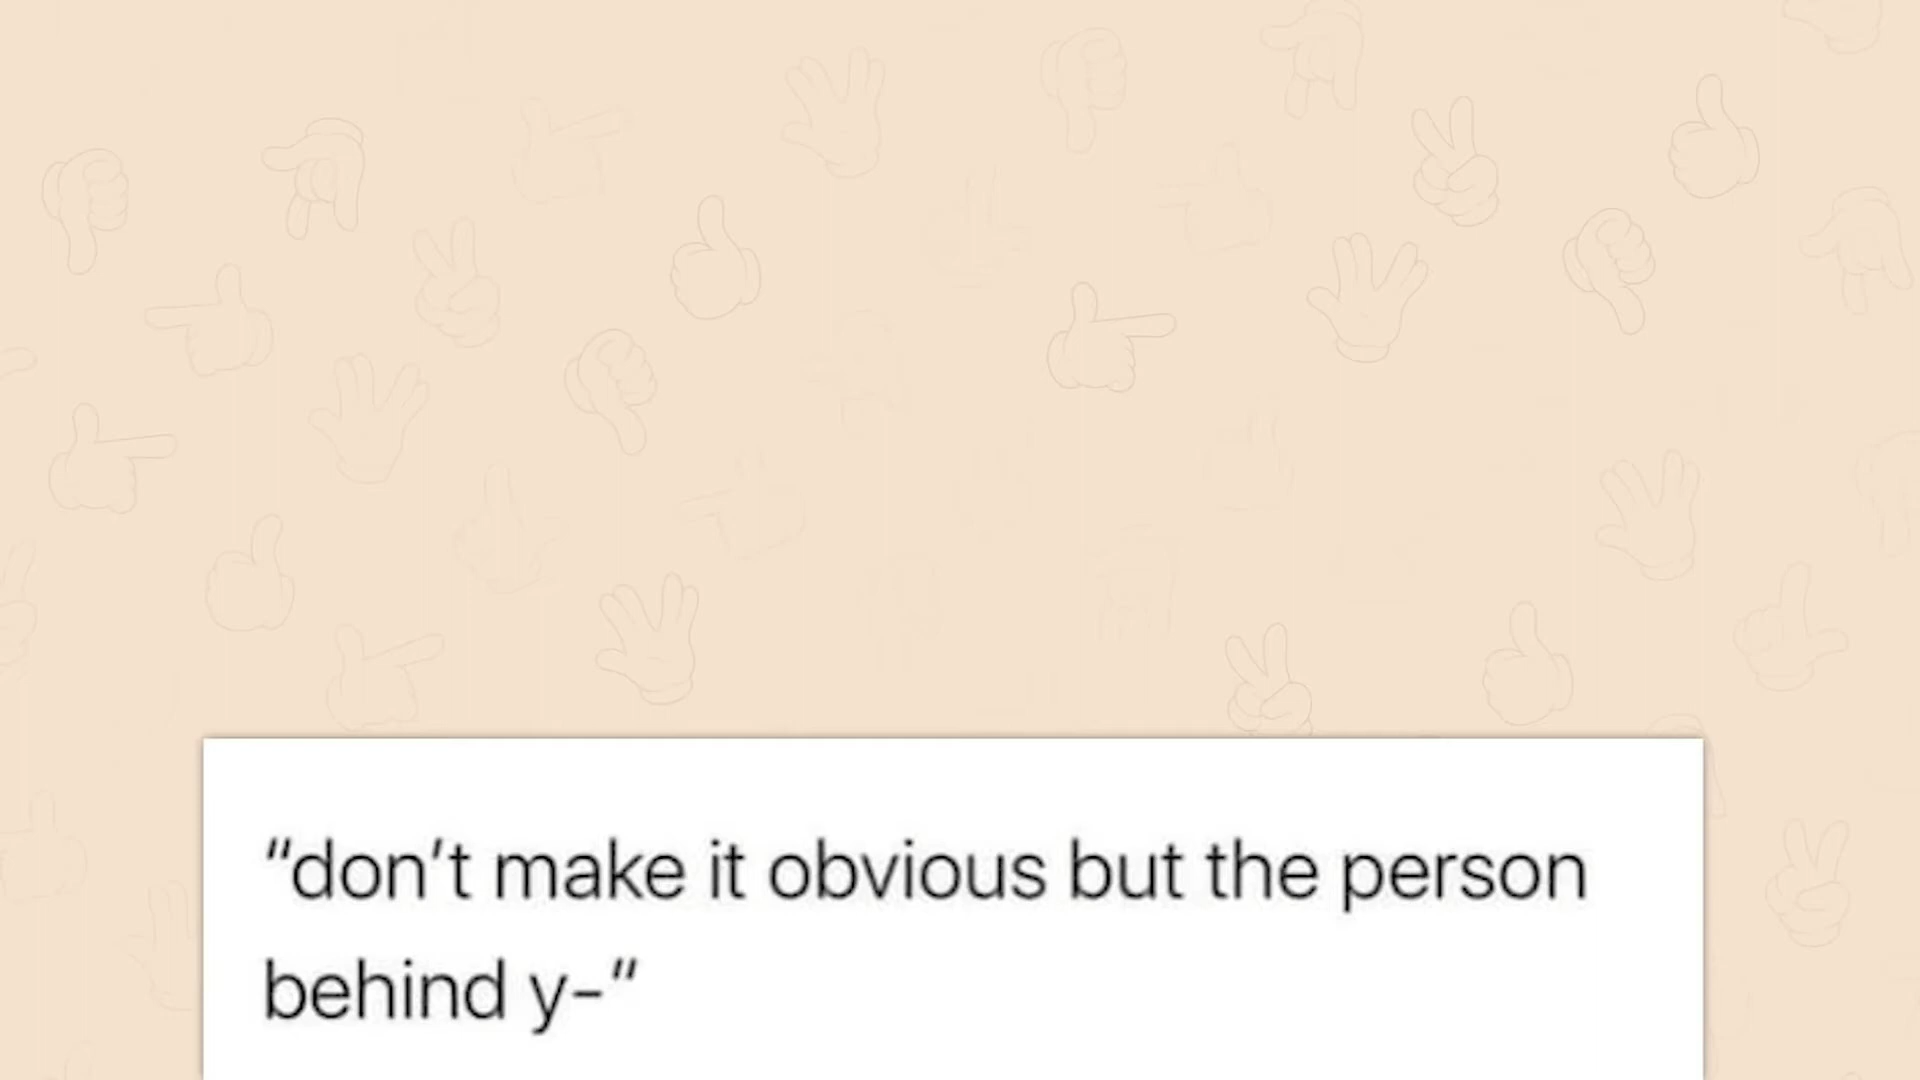 “don’t make it obvious but the person
behind y-”